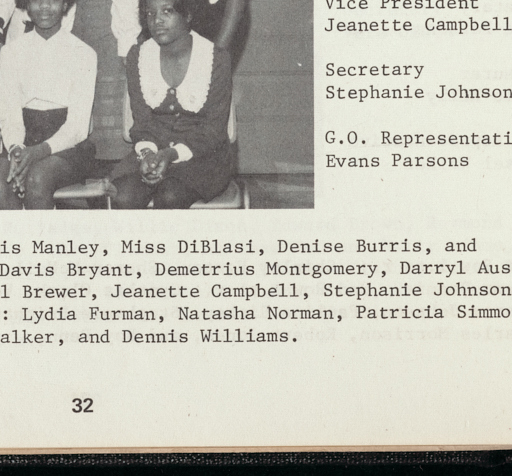 Vice President
Jeanette Campbell
Secretary
Stephanie Johnson
G.O. Representati
Evans Parsons
is Manley, Miss DiBlasi, Denise Burris, and
Davis Bryant, Demetrius Montgomery, Darryl Aus
l Brewer, Jeanette Campbell, Stephanie Johnson
: Lydia Furman, Natasha Norman, Patricia Simmo
alker, and Dennis Williams.
32